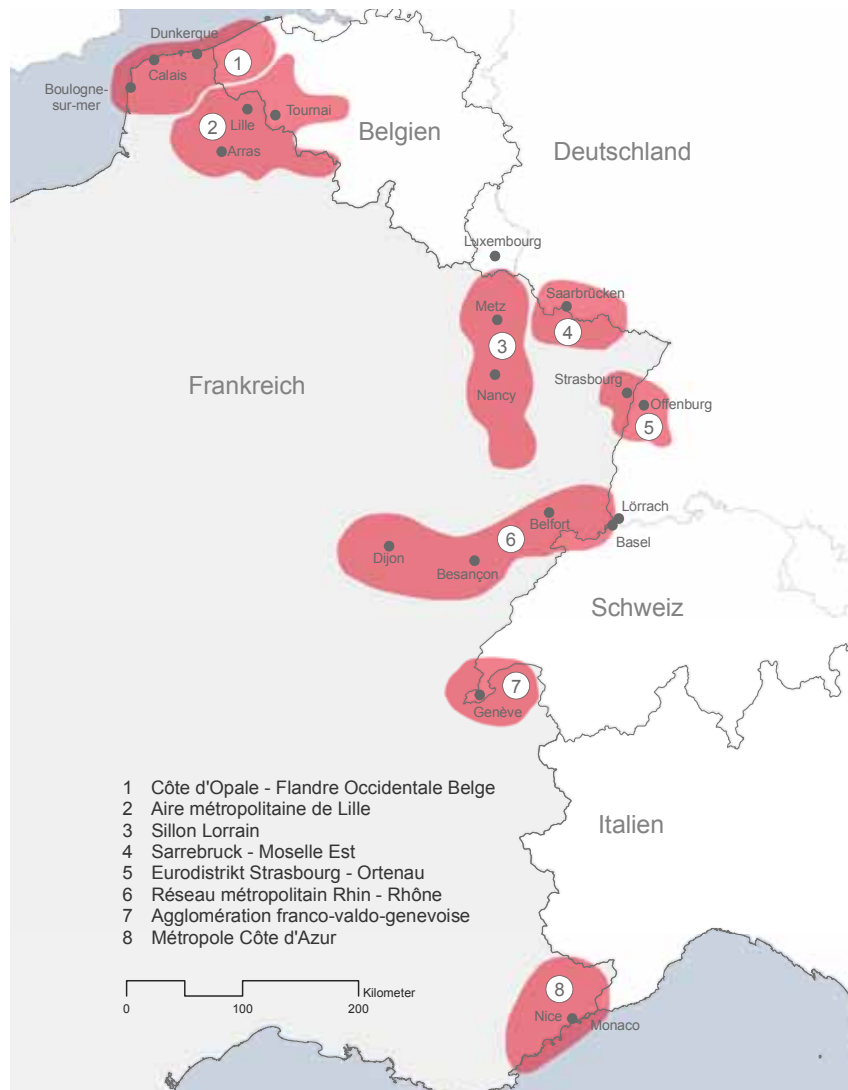 Dunkerque
1
Calais
Boulogne-
sur-mer
Tournai
Lille
2
Arras
Belgien
Deutschland
Luxembourg
Saarbrücken
Metz
4
3
Frankreich
Strasbourg
Nancy
Offenburg
5
Lörrach
Belfort
Basel
6
Dijon
Besançon
Schweiz
7
Genève
1 Côte d'Opale - Flandre Occidentale Belge
2 Aire métropolitaine de Lille
3 Sillon Lorrain
4 Sarrebruck - Moselle Est
5 Eurodistrikt Strasbourg - Ortenau
6 Réseau métropolitain Rhin - Rhône
7 Agglomération franco-valdo-genevoise
8 Métropole Côte d'Azur
Italien
8
Nice
Monaco
Kilometer
0 100 200